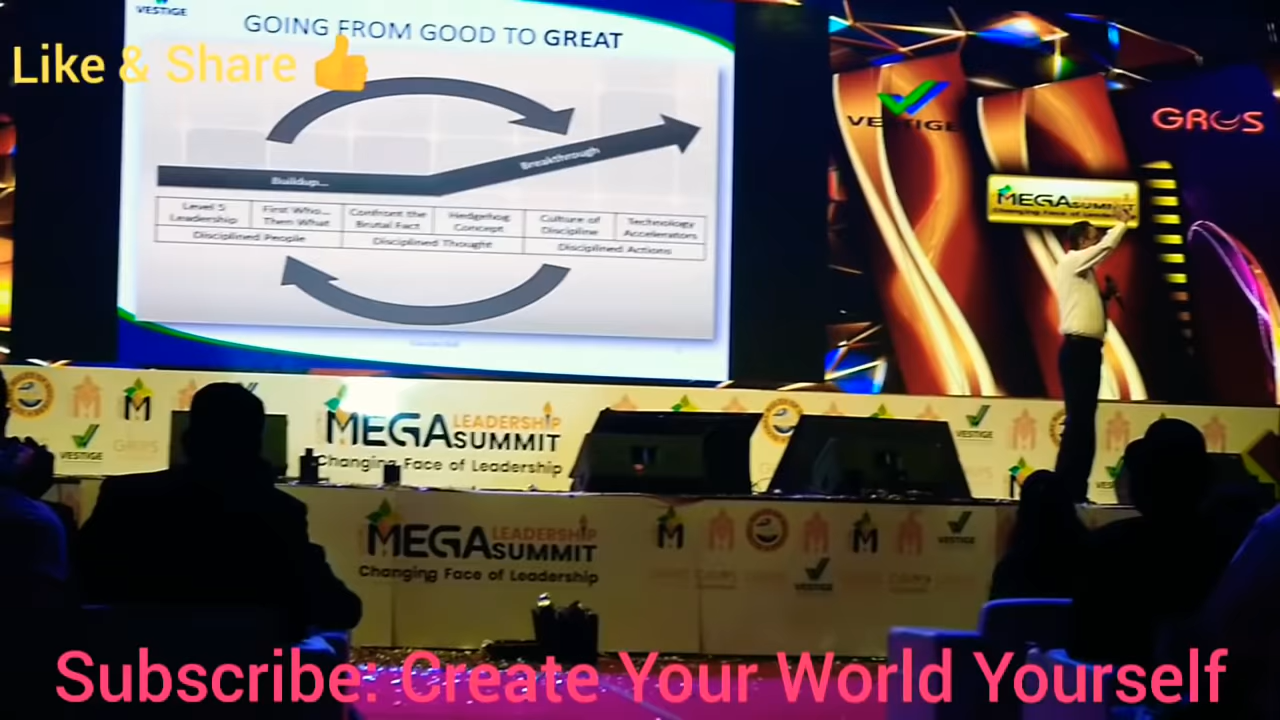 VESTIGE
GOING FROM GOOD TO GREAT
Like & Share
Buildup...
Breakthrough
Level 5
Leadership
First Who...
Then What
Confront the
Brutal Fact
Hedgehog
Concept
Culture of
Discipline
Technology
Accelerators
Disciplined People
Disciplined Thought
Disciplined Actions
VESTIGE
MEGA SUMMIT
Changing Face of Leadership
MEGA LEADERSHIP
SUMMIT
Changing Face of Leadership
VESTIGE
VESTIGE
MEGA LEADERSHIP
SUMMIT
Changing Face of Leadership
VESTIGE
VESTIGE
Subscribe: Create Your World Yourself